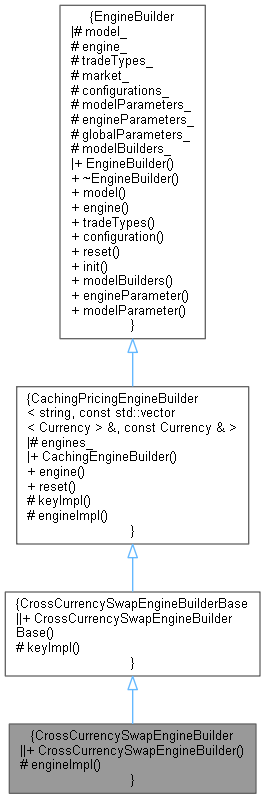 {EngineBuilder
|# model_
# engine_
# tradeTypes_
# market_
# configurations_
# modelParameters_
# engineParameters_
# globalParameters_
# modelBuilders_
|+ EngineBuilder()
+ ~EngineBuilder()
+ model()
+ engine()
+ tradeTypes()
+ configuration()
+ reset()
+ init()
+ modelBuilders()
+ engineParameter()
+ modelParameter()
}
{CachingPricingEngineBuilder
< string, const std::vector
< Currency > &, const Currency & >
|# engines_
|+ CachingEngineBuilder()
+ engine()
+ reset()
# keyImpl()
# engineImpl()
}
{CrossCurrencySwapEngineBuilderBase
||+ CrossCurrencySwapEngineBuilder
Base()
# keyImpl()
}
{CrossCurrencySwapEngineBuilder
||+ CrossCurrencySwapEngineBuilder()
# engineImpl()
}